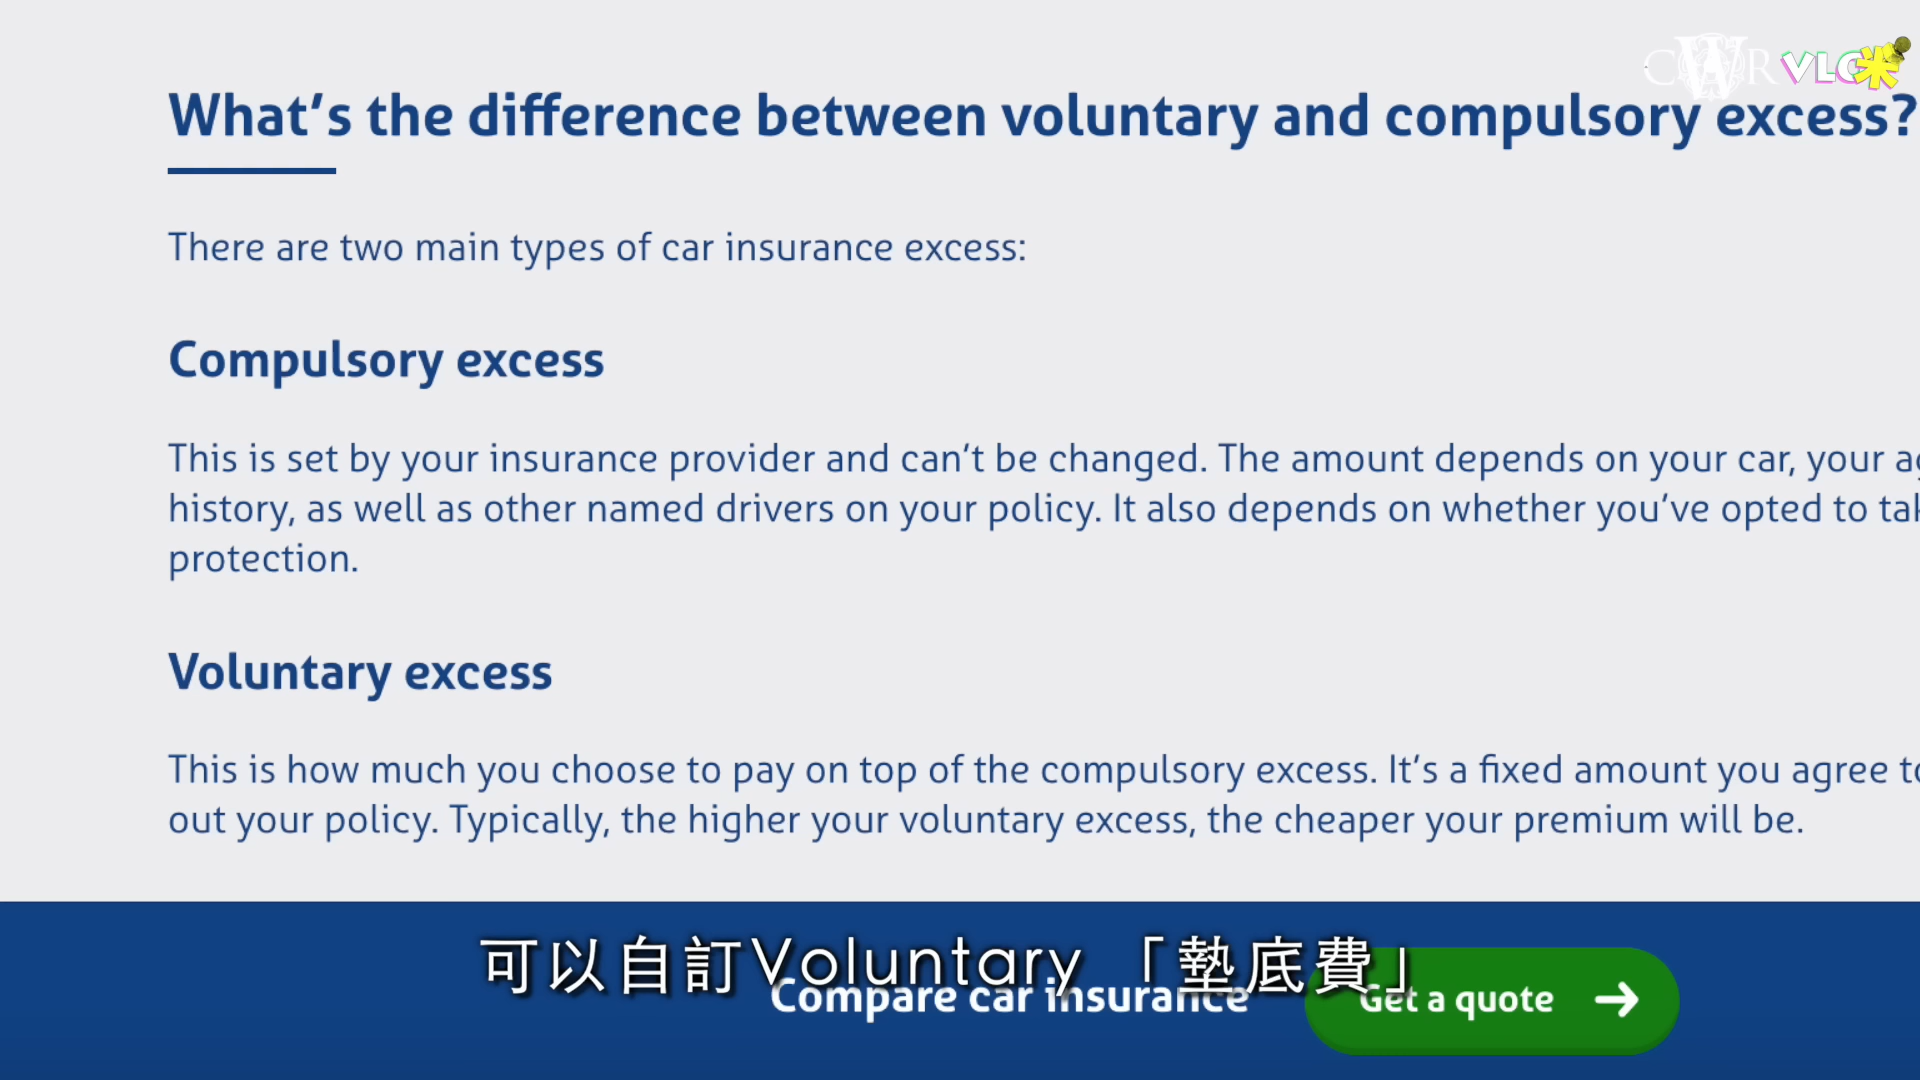 CWR VLOG
What's the difference between voluntary and compulsory excess?
There are two main types of car insurance excess:
Compulsory excess
This is set by your insurance provider and can't be changed. The amount depends on your car, your
history, as well as other named drivers on your policy. It also depends on whether you've opted to
protection.
Voluntary excess
This is how much you choose to pay on top of the compulsory excess. It's a fixed amount you agree
out your policy. Typically, the higher your voluntary excess, the cheaper your premium will be.
可以自訂Voluntary 「墊底費」
Compare car insurance
Get a quote